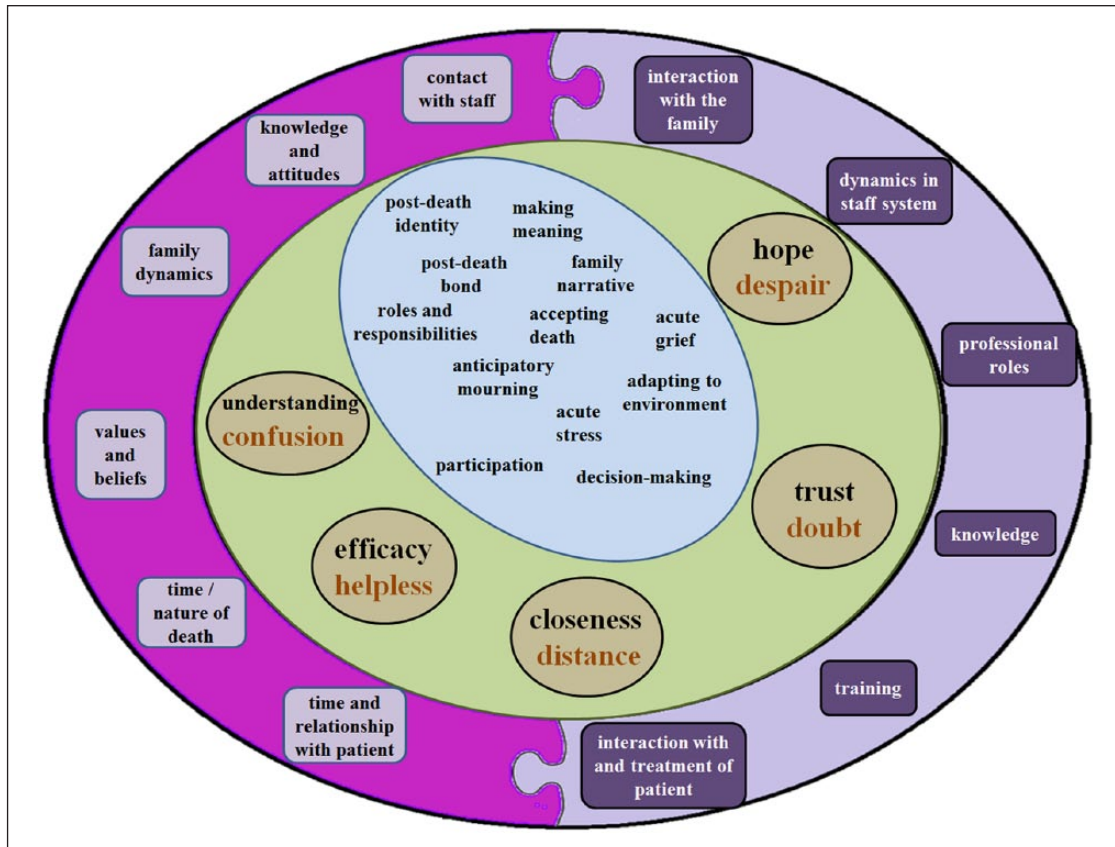 contact
with staff
knowledge
and
attitudes
family
dynamics
values
and
beliefs
time /
nature of
death
time and
relationship
with patient
interaction
with the
family
dynamics in
staff system
professional
roles
knowledge
training
interaction with
and treatment of
patient
post-death
identity
making
meaning
post-death
bond
family
narrative
roles and
responsibilities
accepting
death
acute
grief
anticipatory
mourning
adapting to
environment
acute
stress
participation
decision-making
hope
despair
understanding
confusion
trust
doubt
efficacy
helpless
closeness
distance